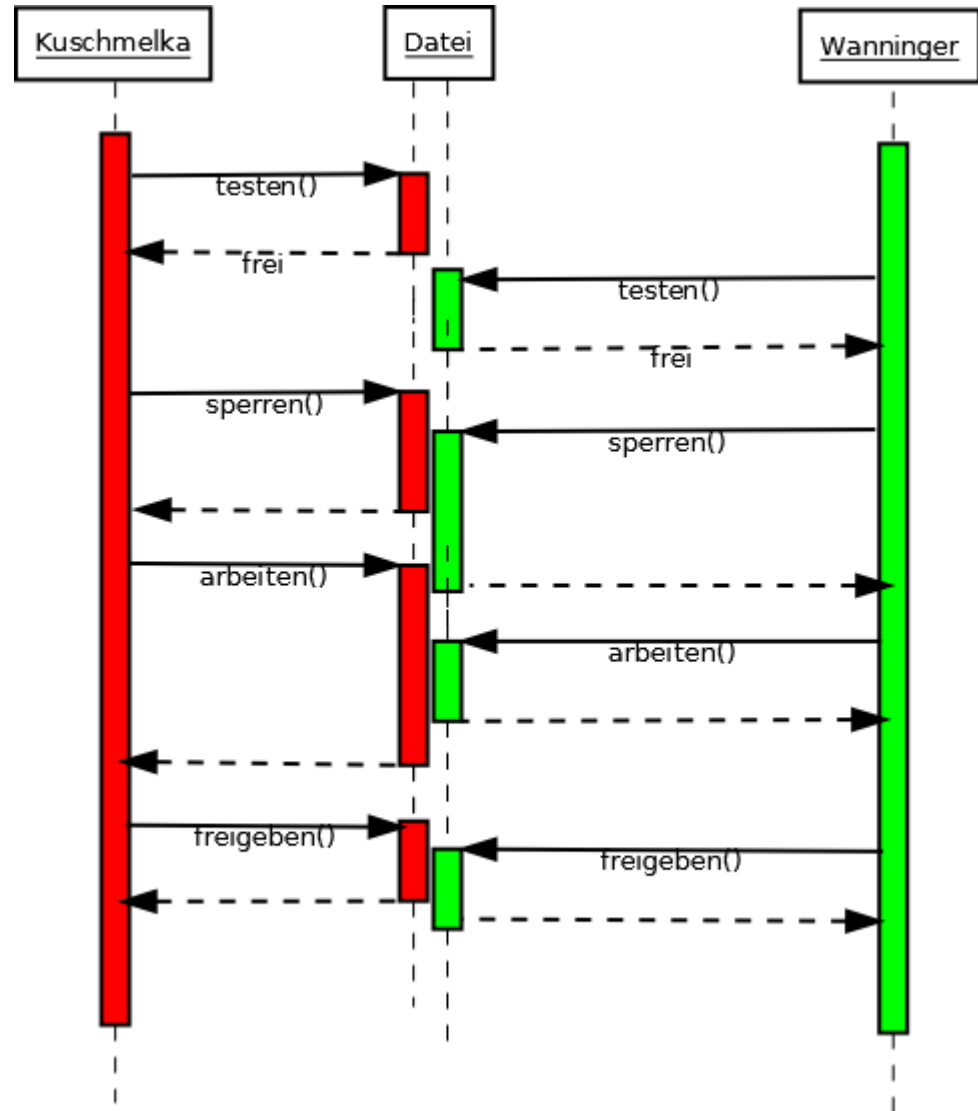 Kuschmelka
Datei
Wanninger
testen()
frei
testen()
frei
sperren()
sperren()
arbeiten()
arbeiten()
freigeben()
freigeben()